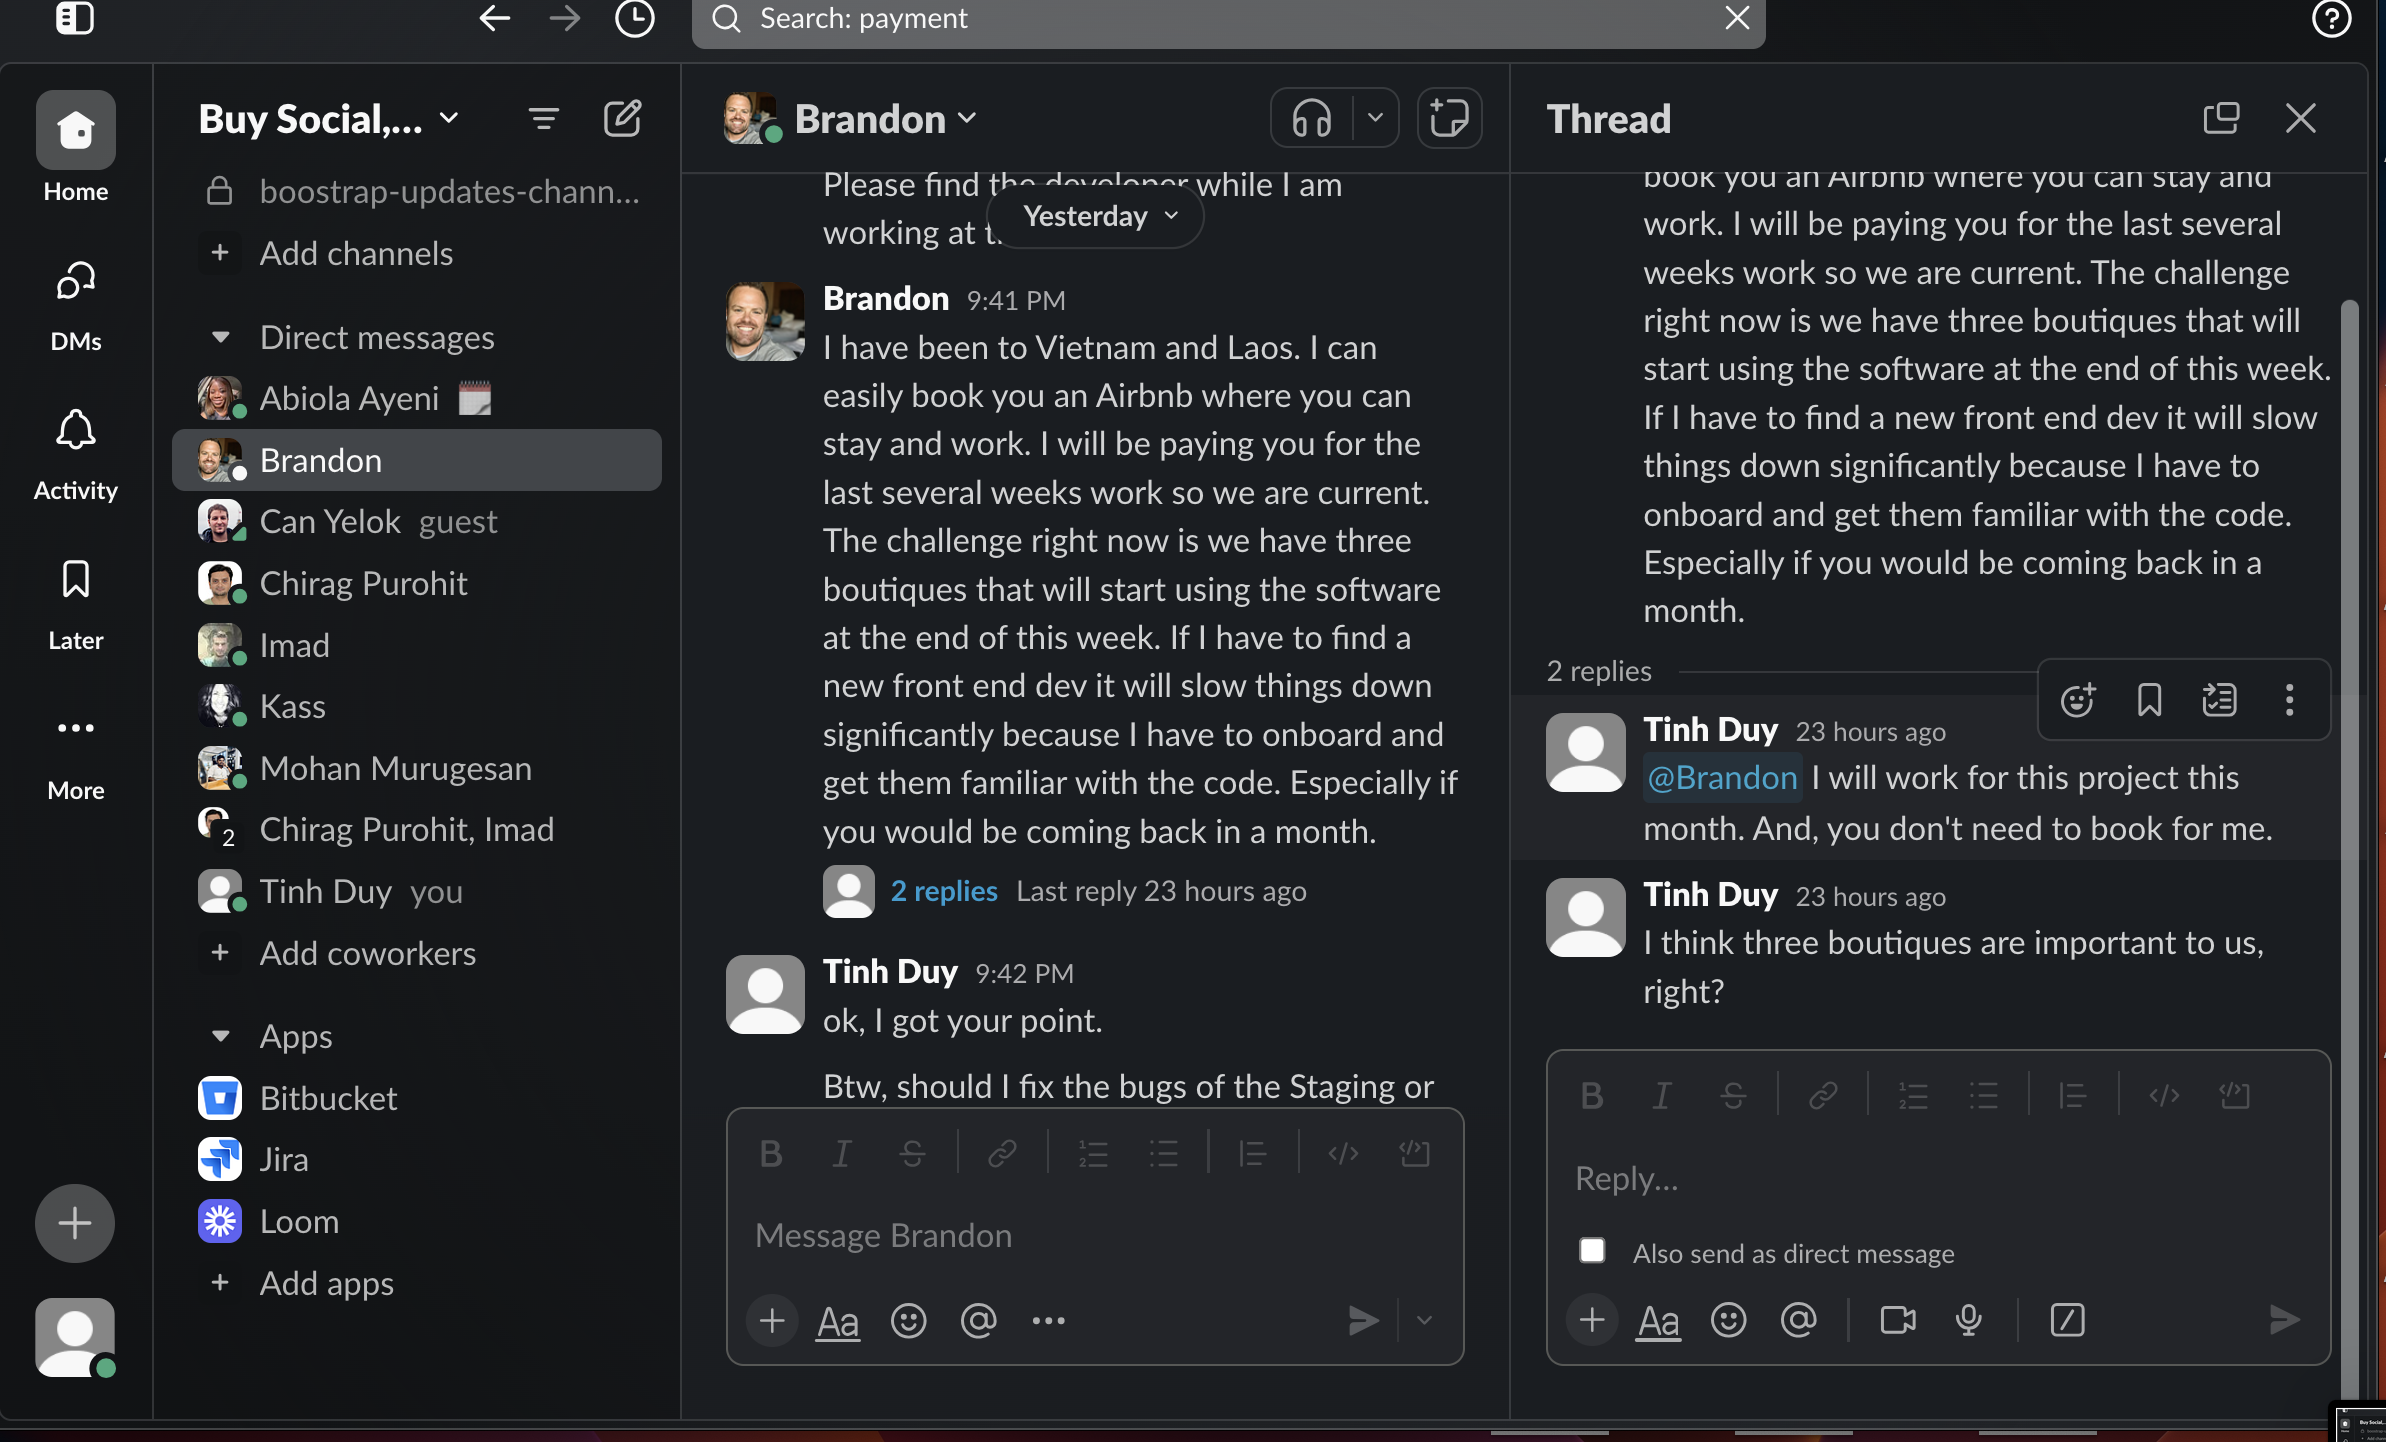 Search: payment
Home
DMs
Activity
Later
More
Buy Social,...
boostrap-updates-chann...
Add channels
Direct messages
Abiola Ayeni
Brandon
Can Yelok guest
Chirag Purohit
Imad
Kass
Mohan Murugesan
2 Chirag Purohit, Imad
Tinh Duy you
Add coworkers
Apps
Bitbucket
Jira
Loom
Add apps
Brandon
Please find the developer while I am
working at t
Yesterday
Brandon 9:41 PM
I have been to Vietnam and Laos. I can
easily book you an Airbnb where you can
stay and work. I will be paying you for the
last several weeks work so we are current.
The challenge right now is we have three
boutiques that will start using the software
at the end of this week. If I have to find a
new front end dev it will slow things down
significantly because I have to onboard and
get them familiar with the code. Especially if
you would be coming back in a month.
2 replies Last reply 23 hours ago
Tinh Duy 9:42 PM
ok, I got your point.
Btw, should I fix the bugs of the Staging or
Message Brandon
Aa
Thread
book you an Airbnb where you can stay and
work. I will be paying you for the last several
weeks work so we are current. The challenge
right now is we have three boutiques that will
start using the software at the end of this week.
If I have to find a new front end dev it will slow
things down significantly because I have to
onboard and get them familiar with the code.
Especially if you would be coming back in a
month.
2 replies
Tinh Duy 23 hours ago
@Brandon I will work for this project this
month. And, you don't need to book for me.
Tinh Duy 23 hours ago
I think three boutiques are important to us,
right?
Reply...
Also send as direct message
Aa